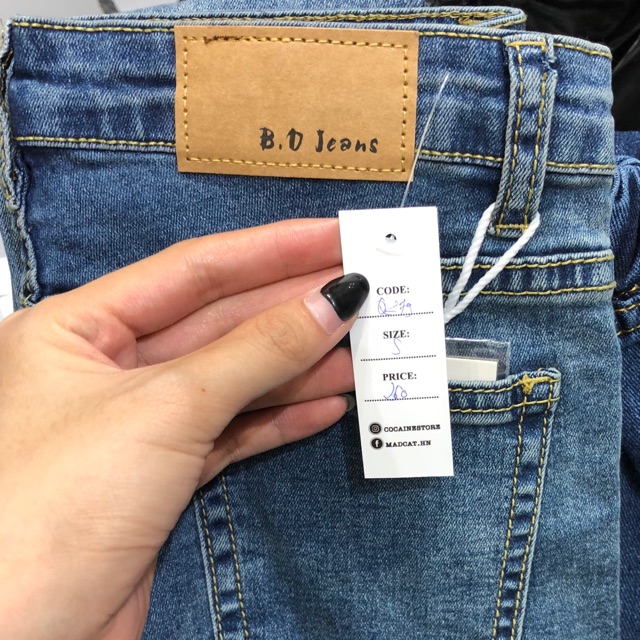 B.D Jeans
CODE:
SIZE:
S
PRICE:
COCAINESTORE
MADCAT.HN